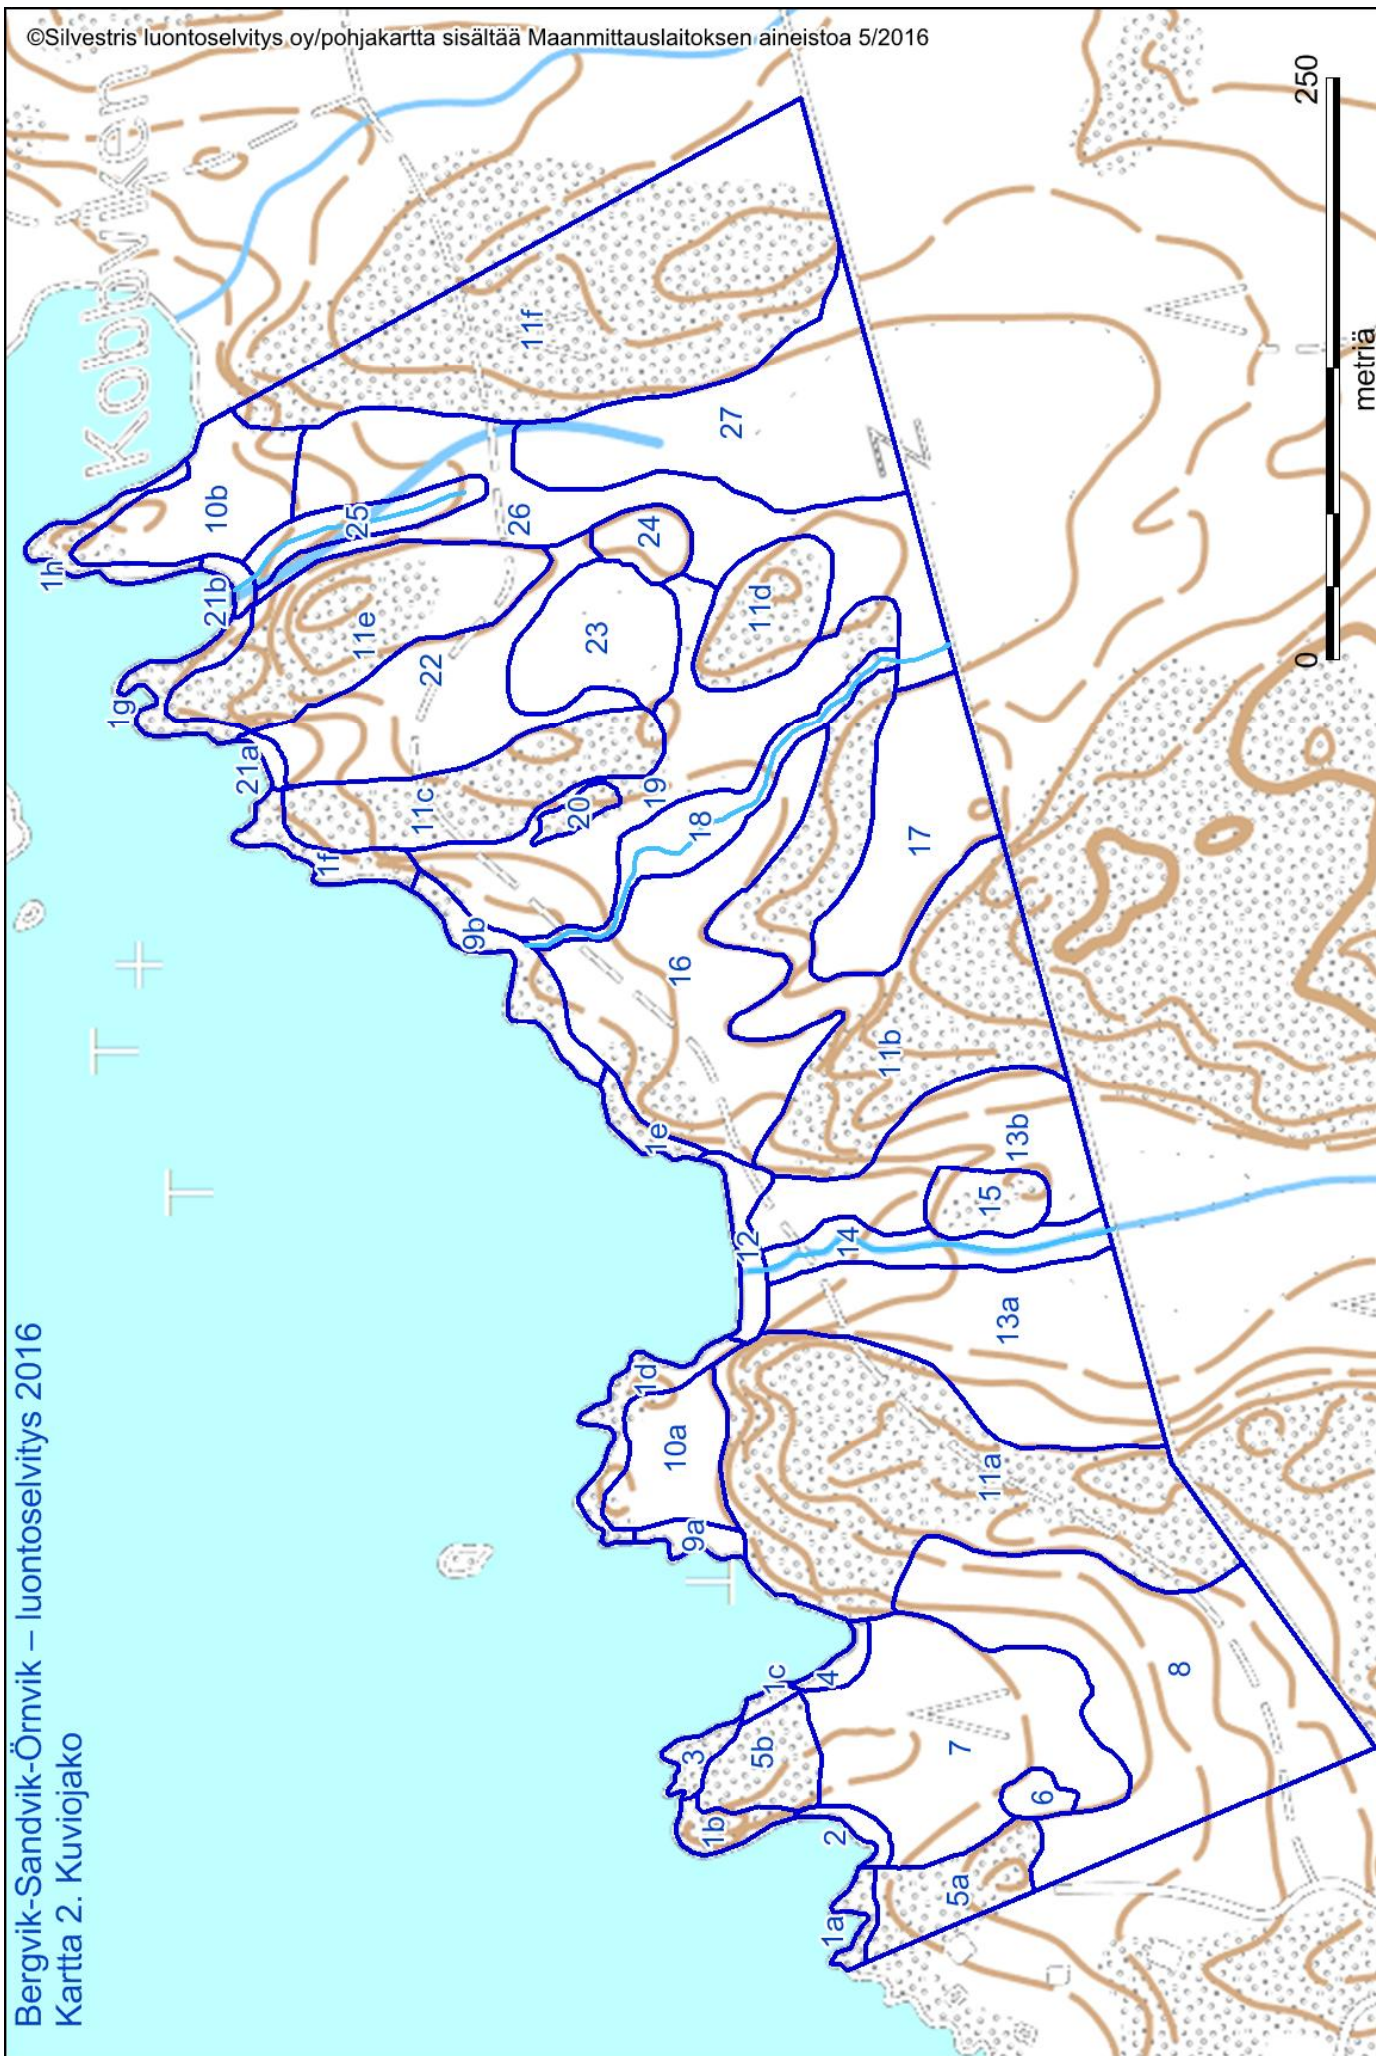 ©Silvestris luontoselvitys oy/pohjakartta sisältää Maanmittauslaitoksen aineistoa 5/2016
Bergvik-Sandvik-Örnvik – luontoselvitys 2016
Kartta 2. Kuviojako
1a
1b
2
3
5a
5b
1c
4
6
7
8
9a
10a
1d
11a
12
13a
14
15
13b
1e
11b
16
9b
17
18
1f
11c
20
19
21a
1g
22
23
11e
11d
24
21b
1h
10b
25
26
27
11f
0
250
metriä